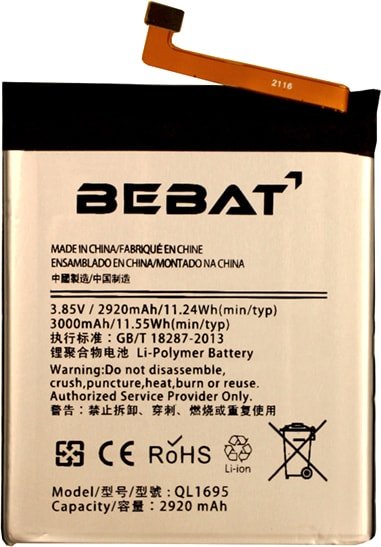 2116
BEBAT
MADE IN CHINA/FABRIQUÉ EN CHINE
ENSAMBLADO EN CHINA/MONTADO NA CHINA
中國製造/中国制造
3.85V / 2920mAh/11.24Wh(min/typ)
3000mAh/11.55Wh(min/typ)
执行标准: GB/T 18287-2013
锂聚合物电池 Li-Polymer Battery
Warning:Do not disassemble,
crush,puncture,heat,burn or reuse.
Authorized Service Provider Only.
警告: 禁止拆卸、穿刺、燃烧或重复使用
CE RoHS Li-ion
Model/型号/型號:QL1695
Capacity/容量: 2920 mAh